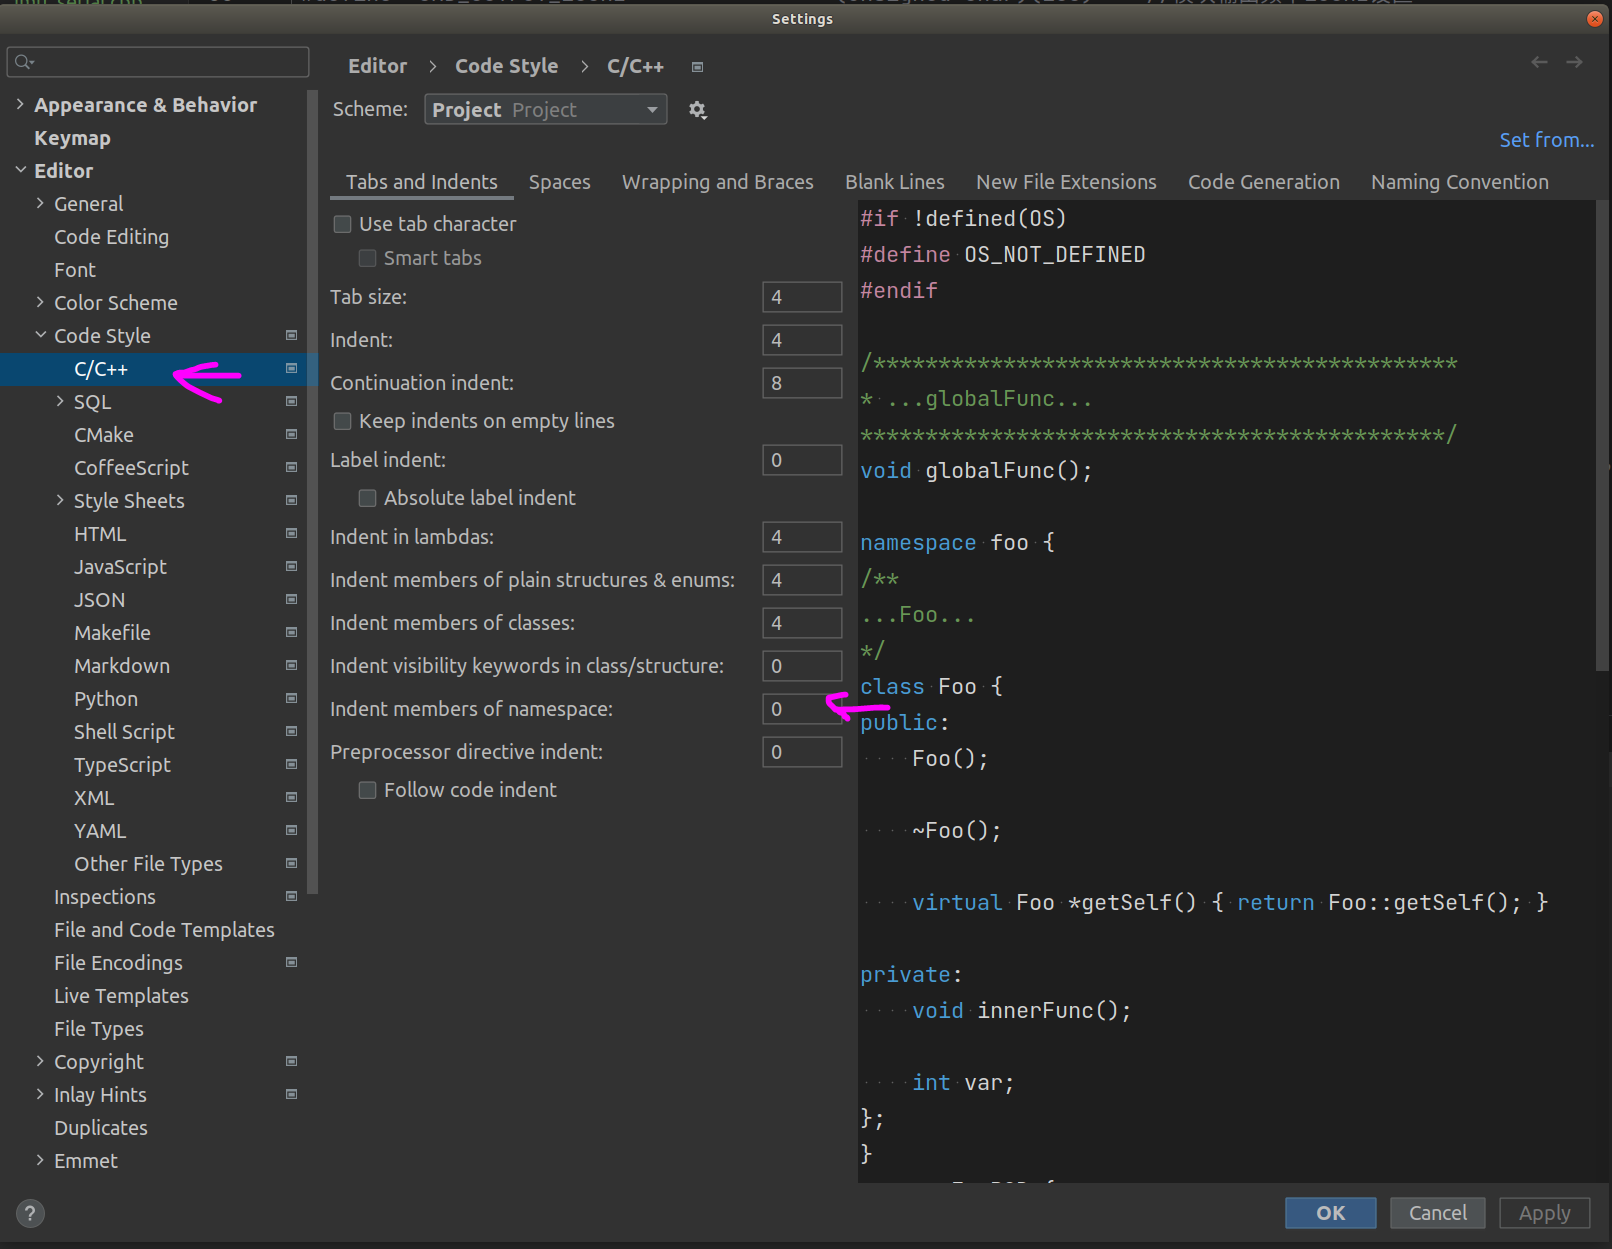 Settings
Editor > Code Style > C/C++
Scheme: Project Project
Set from...
Appearance & Behavior
Keymap
Editor
General
Code Editing
Font
Color Scheme
Code Style
C/C++
SQL
CMake
CoffeeScript
Style Sheets
HTML
JavaScript
JSON
Makefile
Markdown
Python
Shell Script
TypeScript
XML
YAML
Other File Types
Inspections
File and Code Templates
File Encodings
Live Templates
File Types
Copyright
Inlay Hints
Duplicates
Emmet
Tabs and Indents Spaces Wrapping and Braces Blank Lines New File Extensions Code Generation Naming Convention
Use tab character
Smart tabs
Tab size: 4
Indent: 4
Continuation indent: 8
Keep indents on empty lines
Label indent: 0
Absolute label indent
Indent in lambdas: 4
Indent members of plain structures & enums: 4
Indent members of classes: 4
Indent visibility keywords in class/structure: 0
Indent members of namespace: 0
Preprocessor directive indent: 0
Follow code indent
#if !defined(OS)
#define OS_NOT_DEFINED
#endif
/*********************************************
* ...globalFunc...
*********************************************/
void globalFunc();
namespace foo {
/**
...Foo...
*/
class Foo {
public:
Foo();
~Foo();
virtual Foo *getSelf() { return Foo::getSelf(); }
private:
void innerFunc();
int var;
};
}
?
OK Cancel Apply